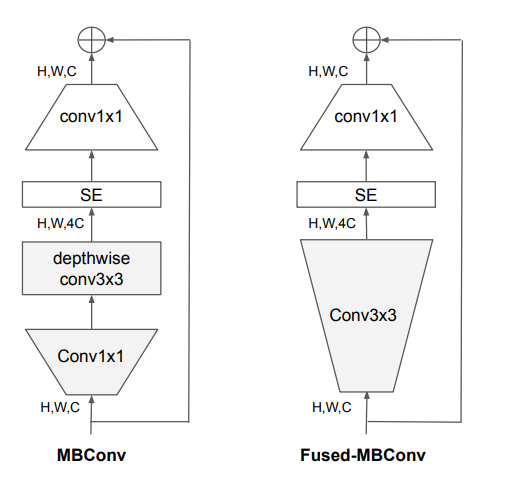 H,W,C
conv1x1
SE
H,W,4C
depthwise
conv3x3
Conv1x1
H,W,C
MBConv
H,W,C
conv1x1
SE
H,W,4C
Conv3x3
H,W,C
Fused-MBConv